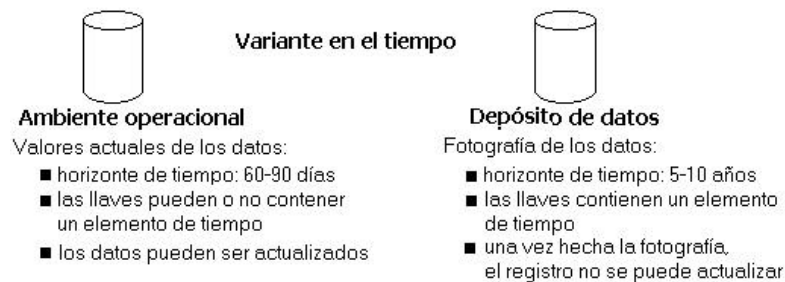 Variante en el tiempo
Ambiente operacional
Valores actuales de los datos:
■ horizonte de tiempo: 60-90 días
■ las llaves pueden o no contener
un elemento de tiempo
■ los datos pueden ser actualizados
Depósito de datos
Fotografía de los datos:
■ horizonte de tiempo: 5-10 años
■ las llaves contienen un elemento
de tiempo
■ una vez hecha la fotografía,
el registro no se puede actualizar